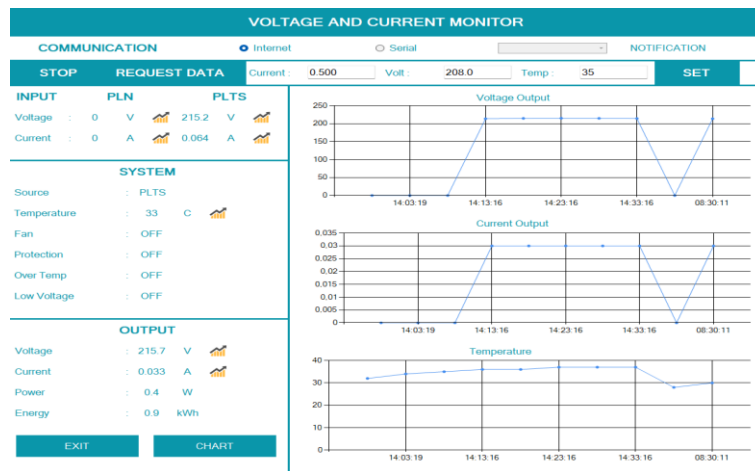 VOLTAGE AND CURRENT MONITOR
COMMUNICATION Internet Serial NOTIFICATION
STOP REQUEST DATA Current : 0.500 Volt : 208.0 Temp : 35 SET
INPUT PLN PLTS
Voltage : 0 V 215.2 V
Current : 0 A 0.064 A
SYSTEM
Source : PLTS
Temperature : 33 C
Fan : OFF
Protection : OFF
Over Temp : OFF
Low Voltage : OFF
OUTPUT
Voltage : 215.7 V
Current : 0.033 A
Power : 0.4 W
Energy : 0.9 kWh
EXIT CHART
Voltage Output
250
200
150
100
50
0
14:03:19 14:13:16 14:23:16 14:33:16 08:30:11
Current Output
0,035
0,03
0,025
0,02
0,015
0,01
0,005
0
14:03:19 14:13:16 14:23:16 14:33:16 08:30:11
Temperature
40
30
20
10
0
14:03:19 14:13:16 14:23:16 14:33:16 08:30:11